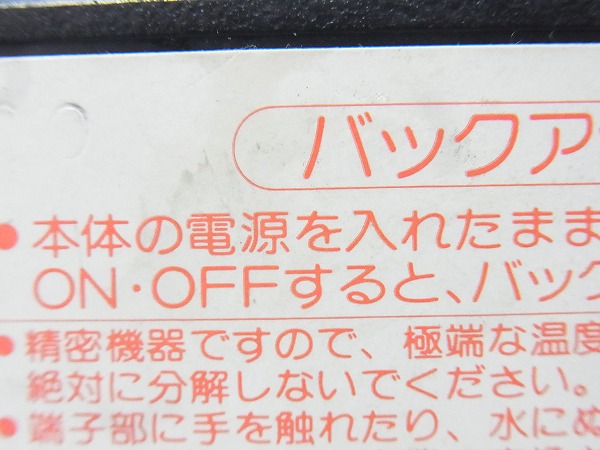 バックア
●本体の電源を入れたまま
ON・OFFすると、バック
●精密機器ですので、極端な温度
絶対に分解しないでください。
●端子部に手を触れたり、水にぬ